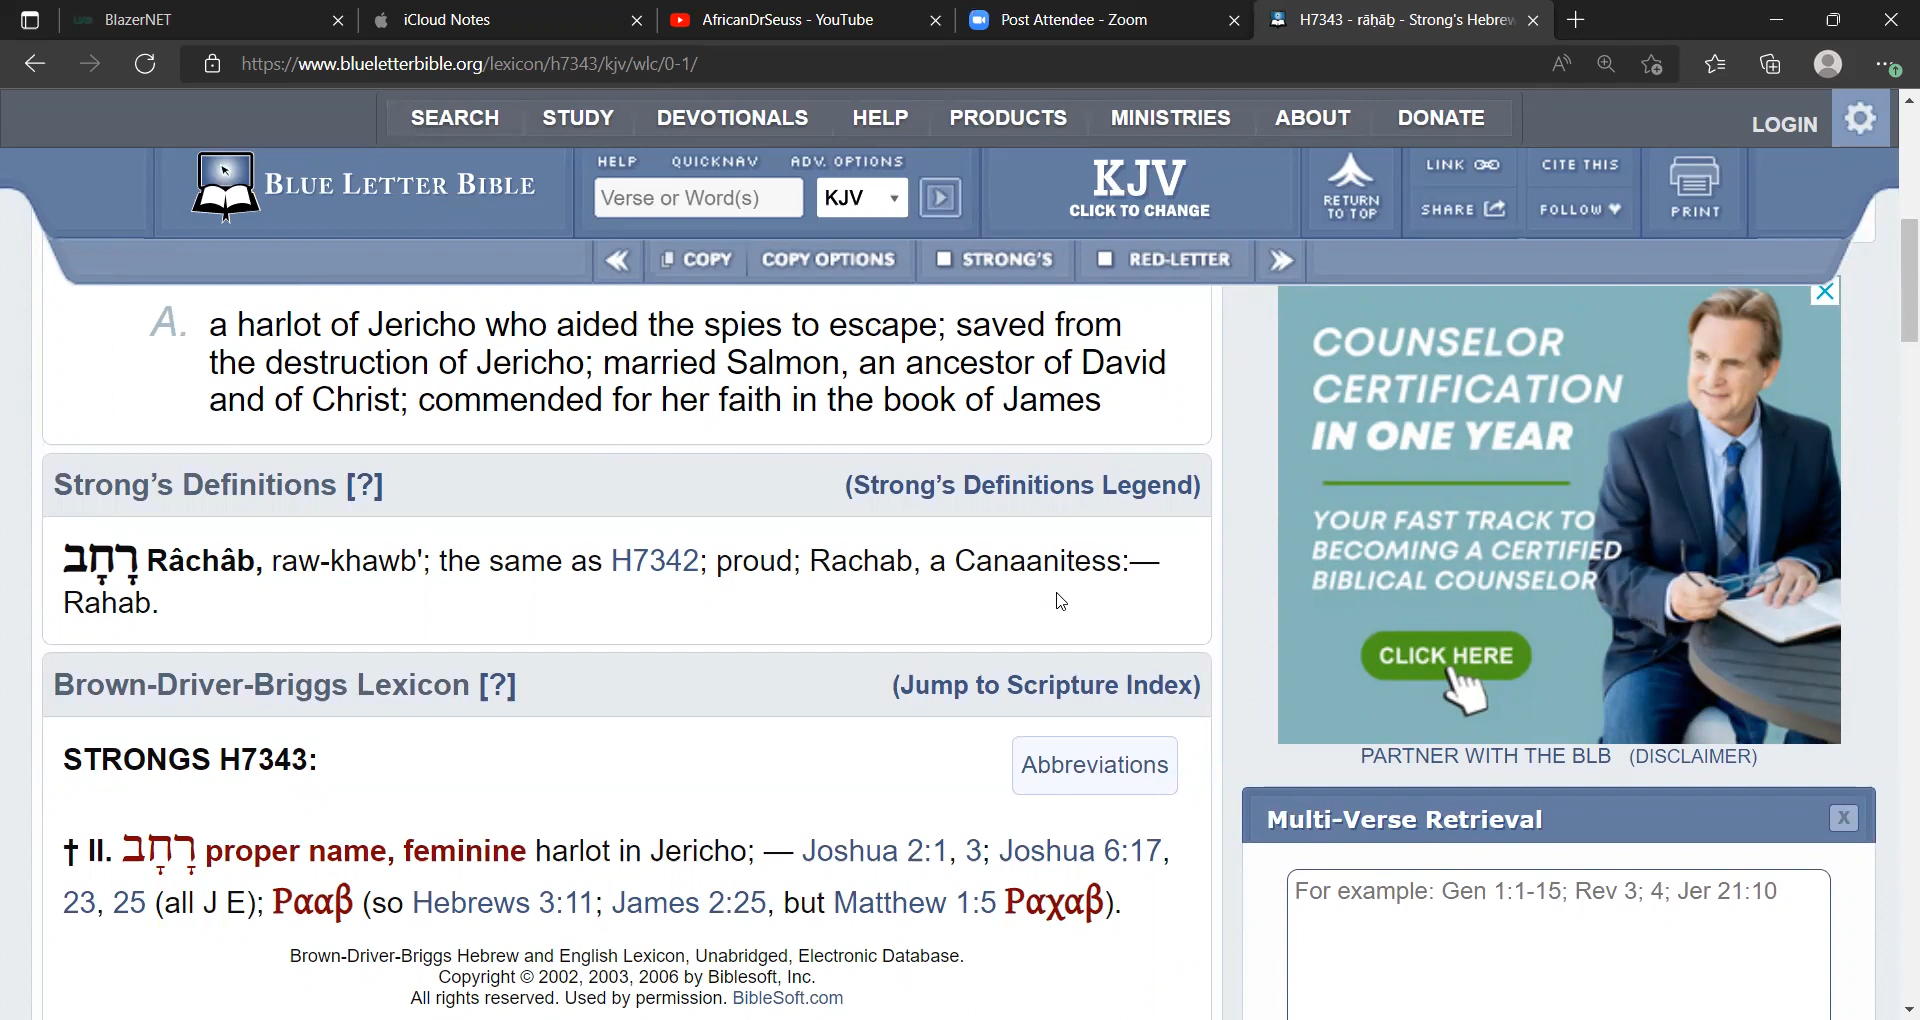 BlazerNET
iCloud Notes
AfricanDrSeuss - YouTube
Post Attendee - Zoom
H7343 - rāḥāḇ - Strong's Hebrew
https://www.blueletterbible.org/lexicon/h7343/kjv/wlc/0-1/
SEARCH STUDY DEVOTIONALS HELP PRODUCTS MINISTRIES ABOUT DONATE
LOGIN
BLUE LETTER BIBLE
HELP QUICKNAV ADV. OPTIONS
Verse or Word(s)
KJV
KJV
CLICK TO CHANGE
RETURN
TO TOP
LINK
SHARE
CITE THIS
FOLLOW
PRINT
COPY COPY OPTIONS STRONG'S RED-LETTER
A. a harlot of Jericho who aided the spies to escape; saved from
the destruction of Jericho; married Salmon, an ancestor of David
and of Christ; commended for her faith in the book of James
Strong's Definitions [?] (Strong's Definitions Legend)
רָחָב Râchâb, raw-khawb'; the same as H7342; proud; Rachab, a Canaanitess:—
Rahab.
Brown-Driver-Briggs Lexicon [?] (Jump to Scripture Index)
STRONGS H7343:
Abbreviations
† II. רָחָב proper name, feminine harlot in Jericho; — Joshua 2:1, 3; Joshua 6:17,
23, 25 (all J E); Ρααβ (so Hebrews 3:11; James 2:25, but Matthew 1:5 Ραχαβ).
Brown-Driver-Briggs Hebrew and English Lexicon, Unabridged, Electronic Database.
Copyright © 2002, 2003, 2006 by Biblesoft, Inc.
All rights reserved. Used by permission. BibleSoft.com
COUNSELOR
CERTIFICATION
IN ONE YEAR
YOUR FAST TRACK TO
BECOMING A CERTIFIED
BIBLICAL COUNSELOR
CLICK HERE
PARTNER WITH THE BLB (DISCLAIMER)
Multi-Verse Retrieval
X
For example: Gen 1:1-15; Rev 3; 4; Jer 21:10